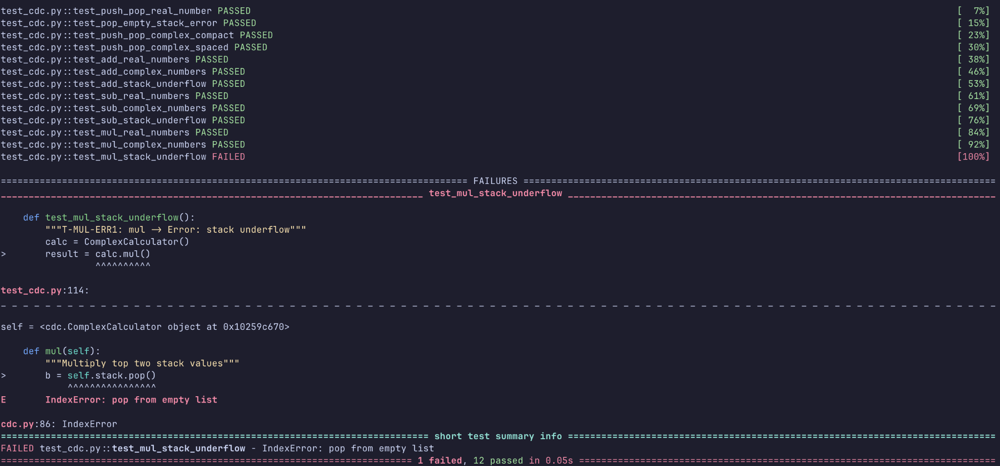 test_cdc.py::test_push_pop_real_number PASSED [  7%]
test_cdc.py::test_pop_empty_stack_error PASSED [ 15%]
test_cdc.py::test_push_pop_complex_compact PASSED [ 23%]
test_cdc.py::test_push_pop_complex_spaced PASSED [ 30%]
test_cdc.py::test_add_real_numbers PASSED [ 38%]
test_cdc.py::test_add_complex_numbers PASSED [ 46%]
test_cdc.py::test_add_stack_underflow PASSED [ 53%]
test_cdc.py::test_sub_real_numbers PASSED [ 61%]
test_cdc.py::test_sub_complex_numbers PASSED [ 69%]
test_cdc.py::test_sub_stack_underflow PASSED [ 76%]
test_cdc.py::test_mul_real_numbers PASSED [ 84%]
test_cdc.py::test_mul_complex_numbers PASSED [ 92%]
test_cdc.py::test_mul_stack_underflow FAILED [100%]
==================== FAILURES ====================
____________________ test_mul_stack_underflow ____________________
    def test_mul_stack_underflow():
        """T-MUL-ERR1: mul -> Error: stack underflow"""
        calc = ComplexCalculator()
>       result = calc.mul()
                 ^^^^^^^^^^
test_cdc.py:114:
_ _ _ _ _ _ _ _ _ _ _ _ _ _ _ _ _ _ _ _
self = <cdc.ComplexCalculator object at 0x10259c670>
    def mul(self):
        """Multiply top two stack values"""
>       b = self.stack.pop()
            ^^^^^^^^^^^^^^^^
E       IndexError: pop from empty list
cdc.py:86: IndexError
==================== short test summary info ====================
FAILED test_cdc.py::test_mul_stack_underflow - IndexError: pop from empty list
==================== 1 failed, 12 passed in 0.05s ====================